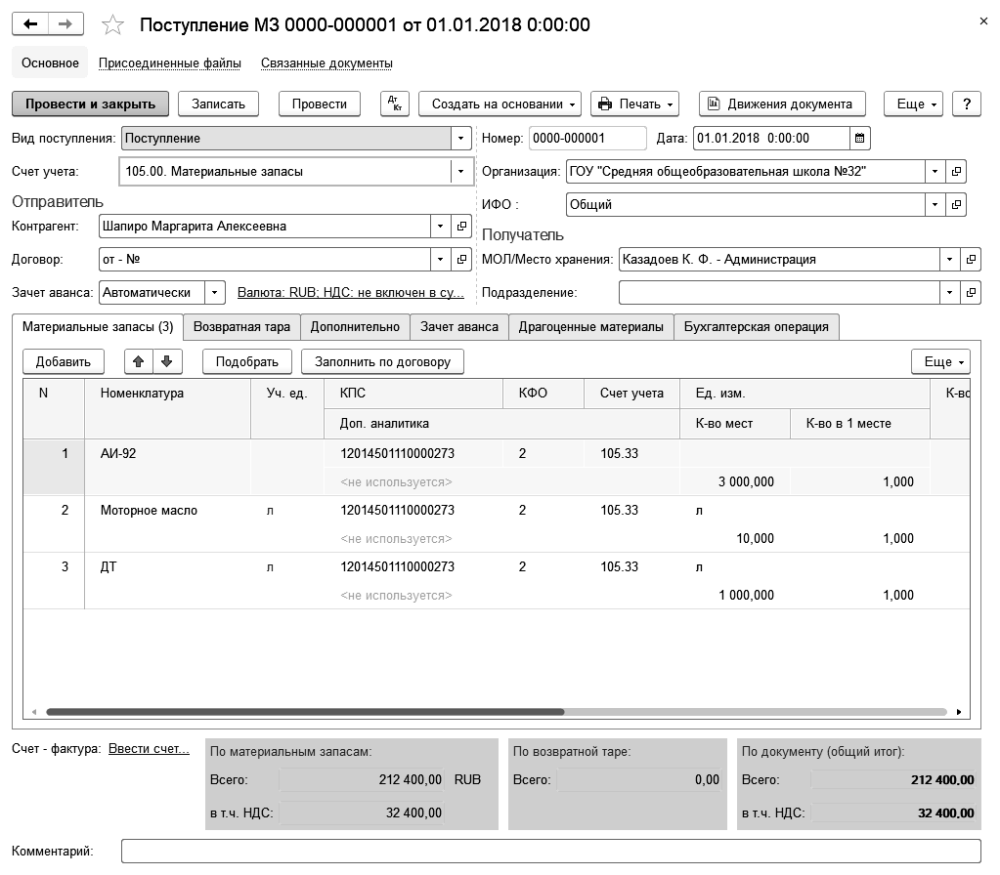 Поступление МЗ 0000-000001 от 01.01.2018 0:00:00
Основное Присоединенные файлы Связанные документы
Провести и закрыть Записать Провести Дт Кт Создать на основании Печать Движения документа Еще ?
Вид поступления: Поступление Номер: 0000-000001 Дата: 01.01.2018 0:00:00
Счет учета: 105.00. Материальные запасы Организация: ГОУ "Средняя общеобразовательная школа №32"
Отправитель ИФО : Общий
Контрагент: Шапиро Маргарита Алексеевна Получатель
Договор: от - № МОЛ/Место хранения: Казадоев К. Ф. - Администрация
Зачет аванса: Автоматически Валюта: RUB; НДС: не включен в су... Подразделение:
Материальные запасы (3) Возвратная тара Дополнительно Зачет аванса Драгоценные материалы Бухгалтерская операция
Добавить Подобрать Заполнить по договору Еще
N Номенклатура Уч. ед. КПС КФО Счет учета Ед. изм. К-во
Доп. аналитика К-во мест К-во в 1 месте
1 АИ-92 12014501110000273 2 105.33
<не используется> 3 000,000 1,000
2 Моторное масло л 12014501110000273 2 105.33 л
<не используется> 10,000 1,000
3 ДТ л 12014501110000273 2 105.33 л
<не используется> 1 000,000 1,000
Счет - фактура: Ввести счет... По материальным запасам: По возвратной таре: По документу (общий итог):
Всего: 212 400,00 RUB Всего: 0,00 Всего: 212 400,00
в т.ч. НДС: 32 400,00 в т.ч. НДС: 32 400,00
Комментарий: